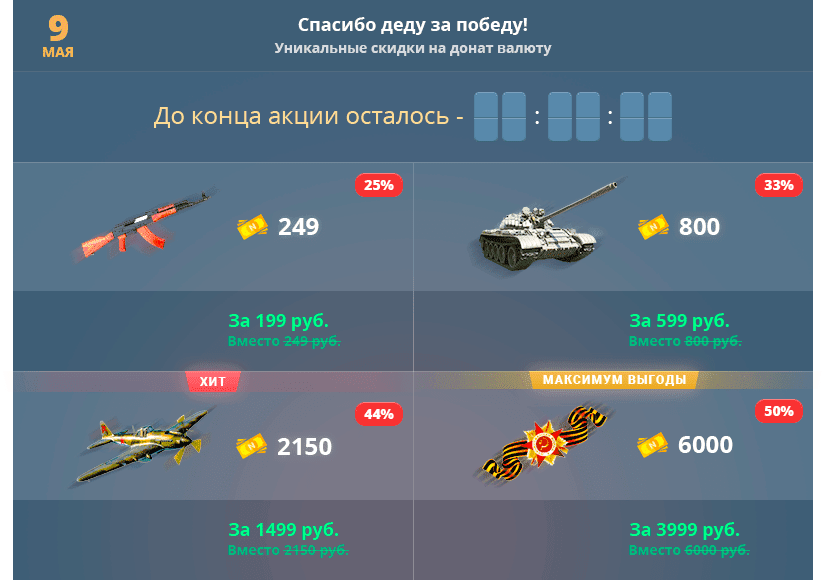 9
МАЯ
Спасибо деду за победу!
Уникальные скидки на донат валюту
До конца акции осталось - : :
25%
249
За 199 руб.
Вместо 249 руб.
33%
800
За 599 руб.
Вместо 800 руб.
ХИТ
44%
2150
За 1499 руб.
Вместо 2150 руб.
МАКСИМУМ ВЫГОДЫ
50%
6000
За 3999 руб.
Вместо 6000 руб.